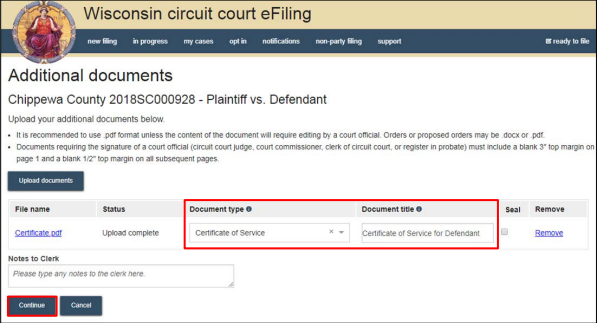 Wisconsin circuit court eFiling
new filing in progress my cases opt in notifications non-party filing support ready to file
Additional documents
Chippewa County 2018SC000928 - Plaintiff vs. Defendant
Upload your additional documents below.
• It is recommended to use .pdf format unless the content of the document will require editing by a court official. Orders or proposed orders may be .docx or .pdf.
• Documents requiring the signature of a court official (circuit court judge, court commissioner, clerk of circuit court, or register in probate) must include a blank 3" top margin on
page 1 and a blank 1/2" top margin on all subsequent pages.
Upload documents
File name Status Document type Document title Seal Remove
Certificate.pdf Upload complete Certificate of Service × Certificate of Service for Defendant Remove
Notes to Clerk
Please type any notes to the clerk here.
Continue Cancel